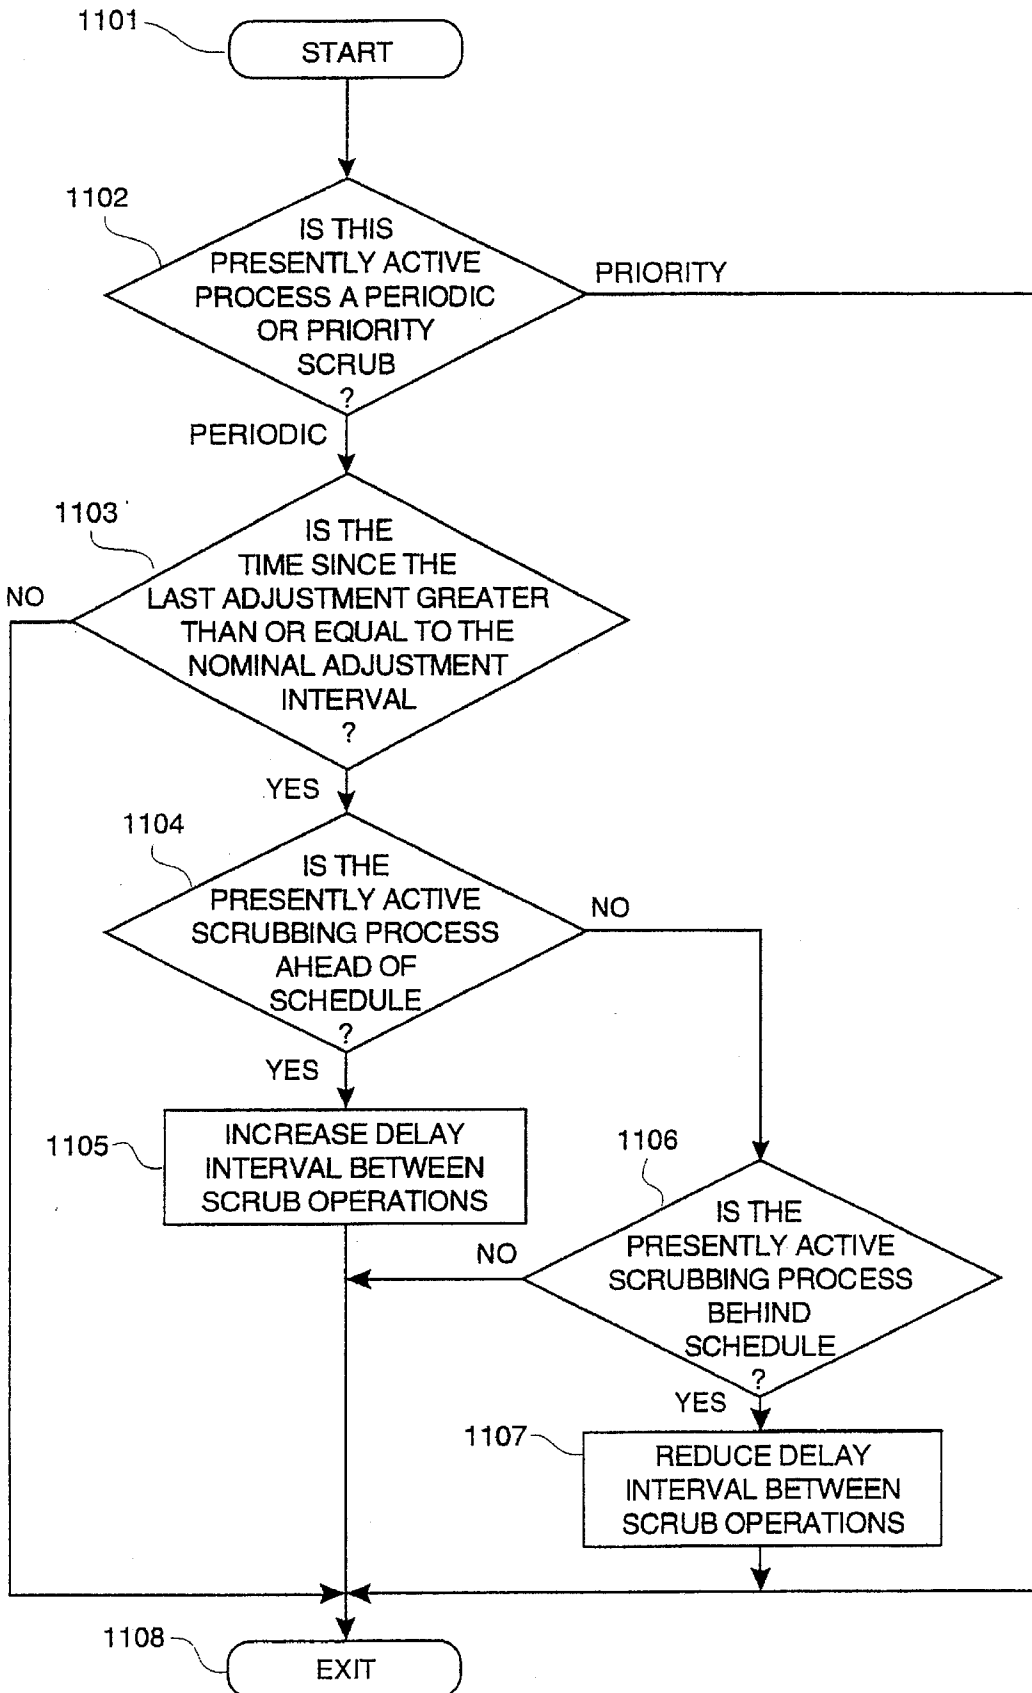 1101
START
1102
IS THIS
PRESENTLY ACTIVE
PROCESS A PERIODIC
OR PRIORITY
SCRUB
?
PRIORITY
PERIODIC
1103
IS THE
TIME SINCE THE
LAST ADJUSTMENT GREATER
THAN OR EQUAL TO THE
NOMINAL ADJUSTMENT
INTERVAL
?
NO
YES
1104
IS THE
PRESENTLY ACTIVE
SCRUBBING PROCESS
AHEAD OF
SCHEDULE
?
NO
YES
1105
INCREASE DELAY
INTERVAL BETWEEN
SCRUB OPERATIONS
1106
IS THE
PRESENTLY ACTIVE
SCRUBBING PROCESS
BEHIND
SCHEDULE
?
NO
YES
1107
REDUCE DELAY
INTERVAL BETWEEN
SCRUB OPERATIONS
1108
EXIT